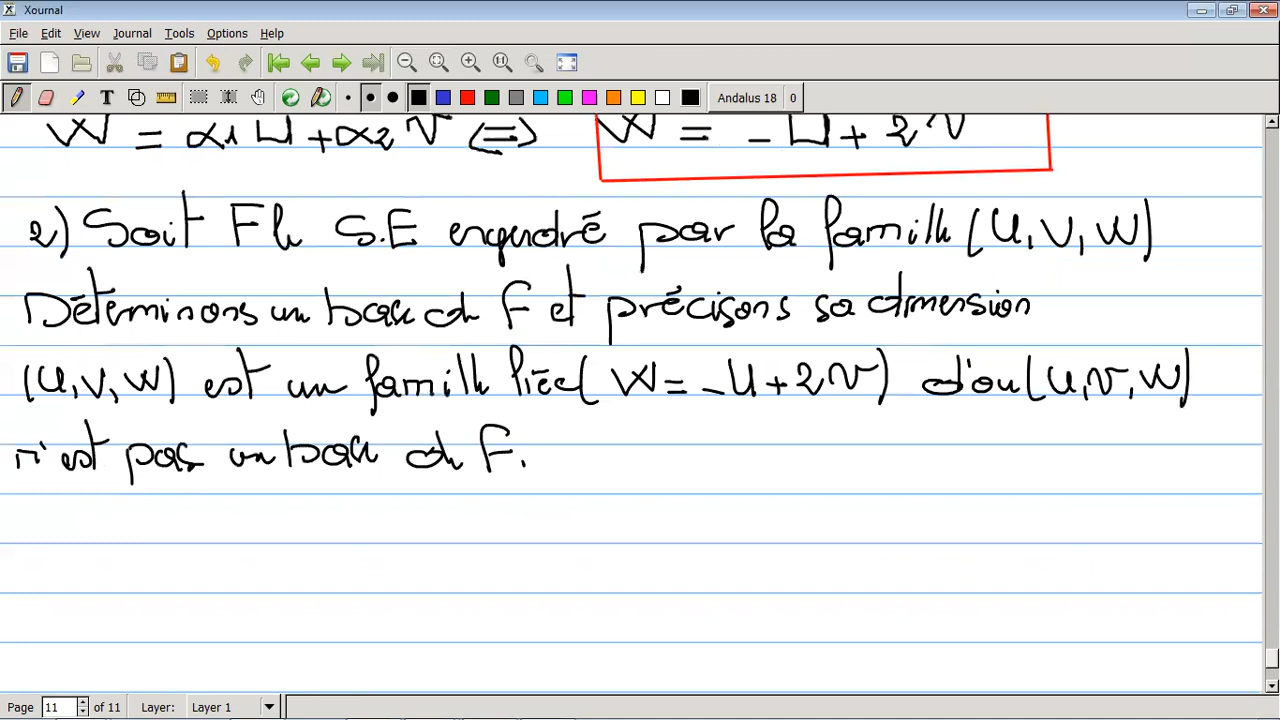 Xournal
File Edit View Journal Tools Options Help
Andalus 18 0
W = α1 U + α2 V <=> W = - U + 2 V
2) Soit F le S.E engendré par la famille (U, V, W)
Déterminons une base de F et précisons sa dimension
(U, V, W) est une famille liée ( W = - U + 2 V ) d'où (U, V, W)
n'est pas une base de F.
Page 11 of 11 Layer: Layer 1